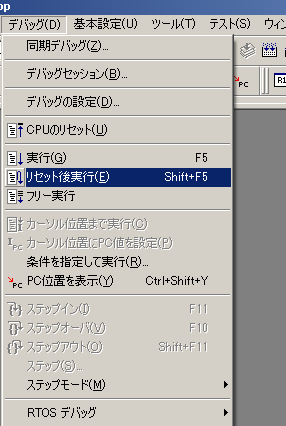 op
デバッグ(D) 基本設定(U) ツール(T) テスト(S) ウィン
同期デバッグ(Z)...
デバッグセッション(B)...
デバッグの設定(D)...
CPUのリセット(U)
実行(G) F5
リセット後実行(E) Shift+F5
フリー実行
カーソル位置まで実行(C)
カーソル位置にPC値を設定(P)
条件を指定して実行(R)...
PC位置を表示(Y) Ctrl+Shift+Y
ステップイン(I) F11
ステップオーバ(V) F10
ステップアウト(O) Shift+F11
ステップ(S)...
ステップモード(M)
RTOS デバッグ
PC
R1
PC
PC